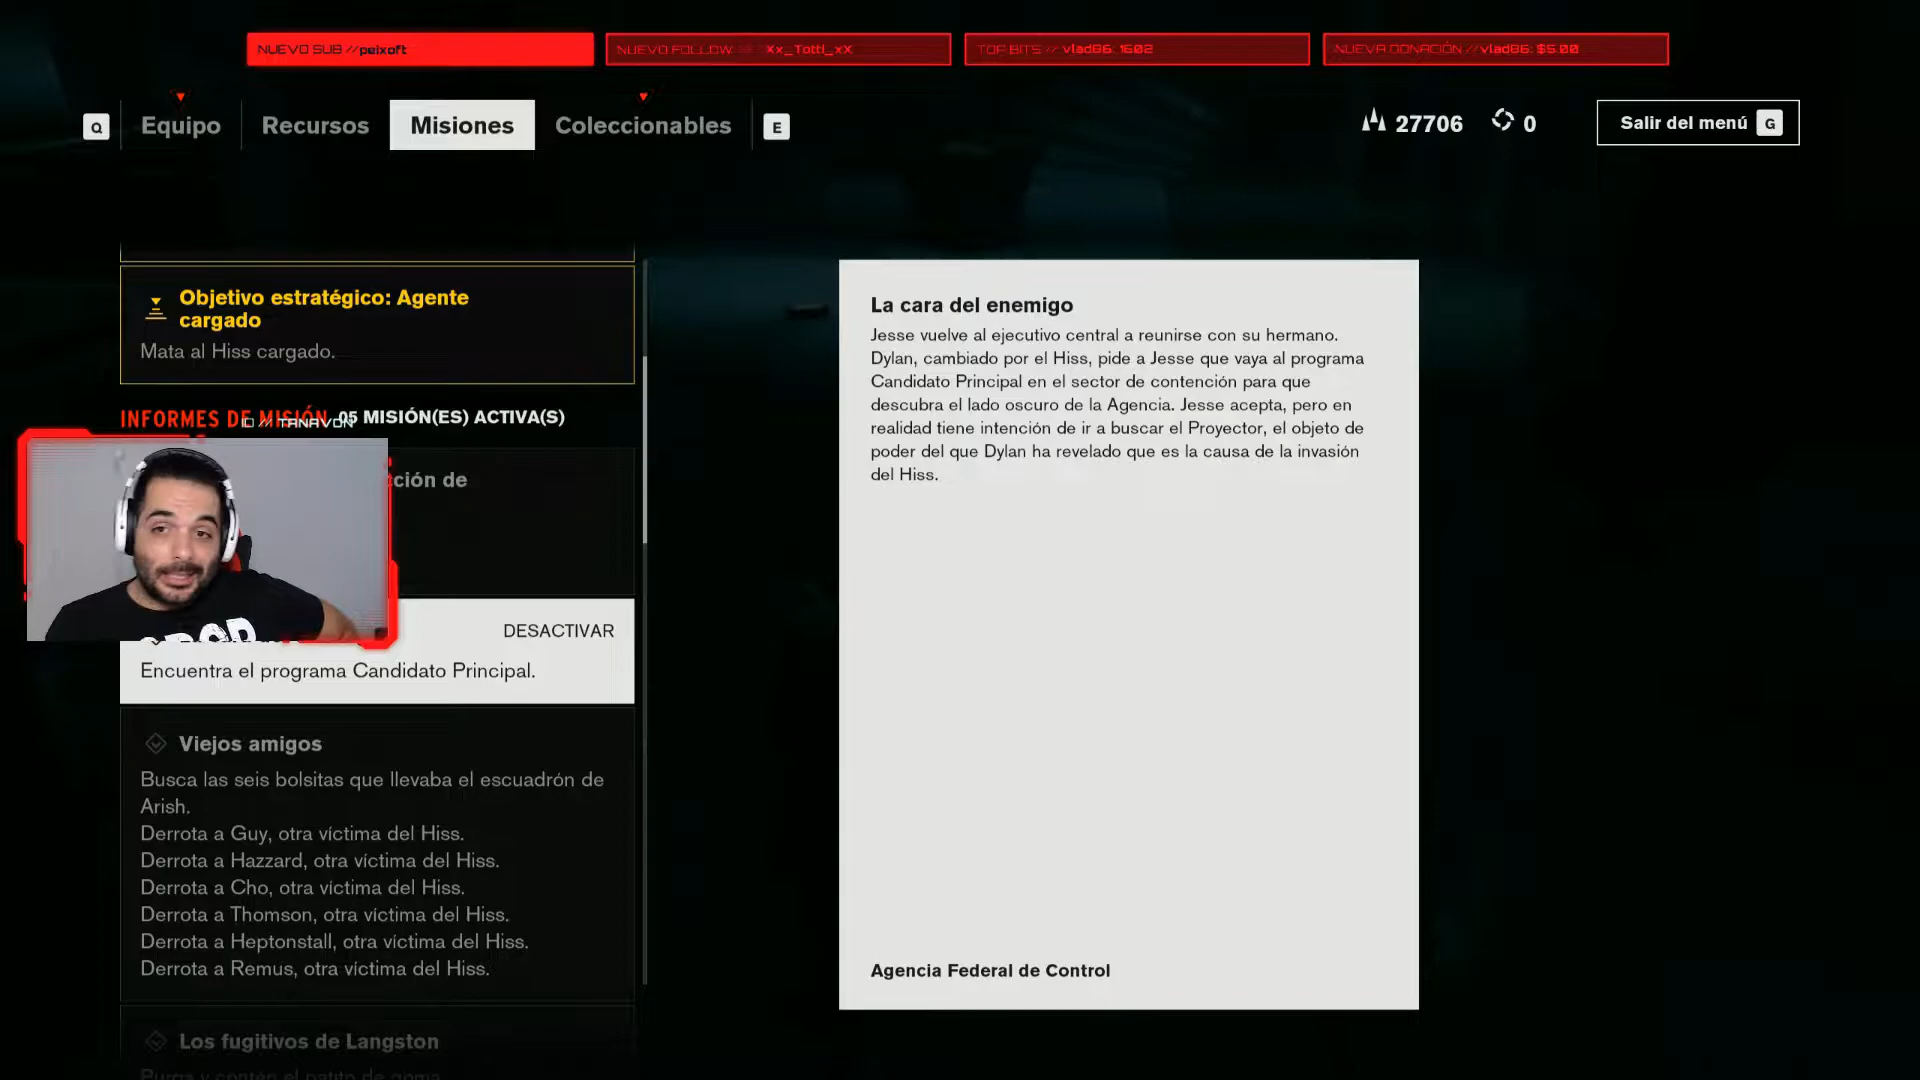 NUEVO SUB //peixoft
NUEVO FOLLOW Xx_Totti_xX
TOP BITS // vlad86: 1602
NUEVA DONACIÓN //vlad86: $5.00
Q
Equipo
Recursos
Misiones
Coleccionables
E
27706
0
Salir del menú G
Objetivo estratégico: Agente
cargado
Mata al Hiss cargado.
INFORMES DE MISIÓN 05 MISIÓN(ES) ACTIVA(S)
ID // TANAVON
cción de
DESACTIVAR
Encuentra el programa Candidato Principal.
Viejos amigos
Busca las seis bolsitas que llevaba el escuadrón de
Arish.
Derrota a Guy, otra víctima del Hiss.
Derrota a Hazzard, otra víctima del Hiss.
Derrota a Cho, otra víctima del Hiss.
Derrota a Thomson, otra víctima del Hiss.
Derrota a Heptonstall, otra víctima del Hiss.
Derrota a Remus, otra víctima del Hiss.
Los fugitivos de Langston
Purga y contén el patito de goma
La cara del enemigo
Jesse vuelve al ejecutivo central a reunirse con su hermano.
Dylan, cambiado por el Hiss, pide a Jesse que vaya al programa
Candidato Principal en el sector de contención para que
descubra el lado oscuro de la Agencia. Jesse acepta, pero en
realidad tiene intención de ir a buscar el Proyector, el objeto de
poder del que Dylan ha revelado que es la causa de la invasión
del Hiss.
Agencia Federal de Control